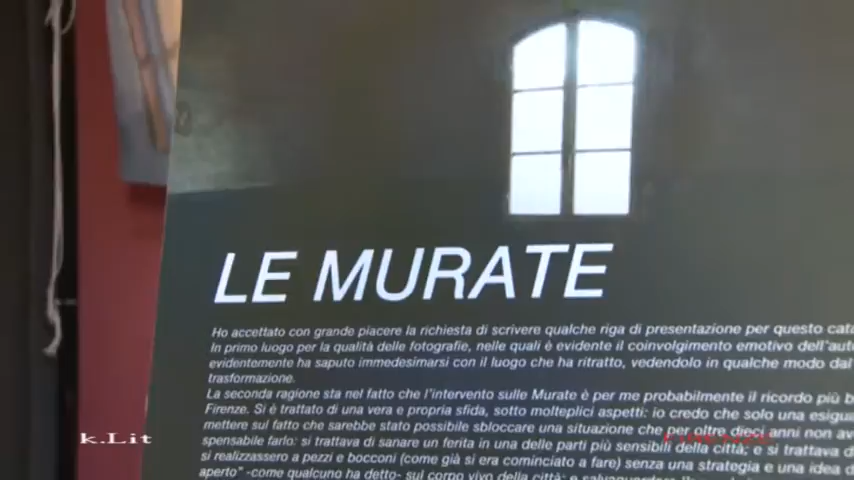 LE MURATE
Ho accettato con grande piacere la richiesta di scrivere qualche riga di presentazione per questo
In primo luogo per la qualità delle fotografie, nelle quali è evidente il coinvolgimento emotivo
evidentemente ha saputo immedesimarsi con il luogo che ha ritratto, vedendolo in qualche modo dal
trasformazione.
La seconda ragione sta nel fatto che l'intervento sulle Murate è per me probabilmente il ricordo più
Firenze. Si è trattato di una vera e propria sfida, sotto molteplici aspetti: io credo che solo una
mettere sul fatto che sarebbe stato possibile sbloccare una situazione che per oltre dieci anni non
spensabile farlo: si trattava di sanare un ferita in una delle parti più sensibili della città; e si trattava
si realizzassero a pezzi e bocconi (come già si era cominciato a fare) senza una strategia e una idea
aperto" -come qualcuno ha detto- sul corpo vivo della città; e
k.Lit